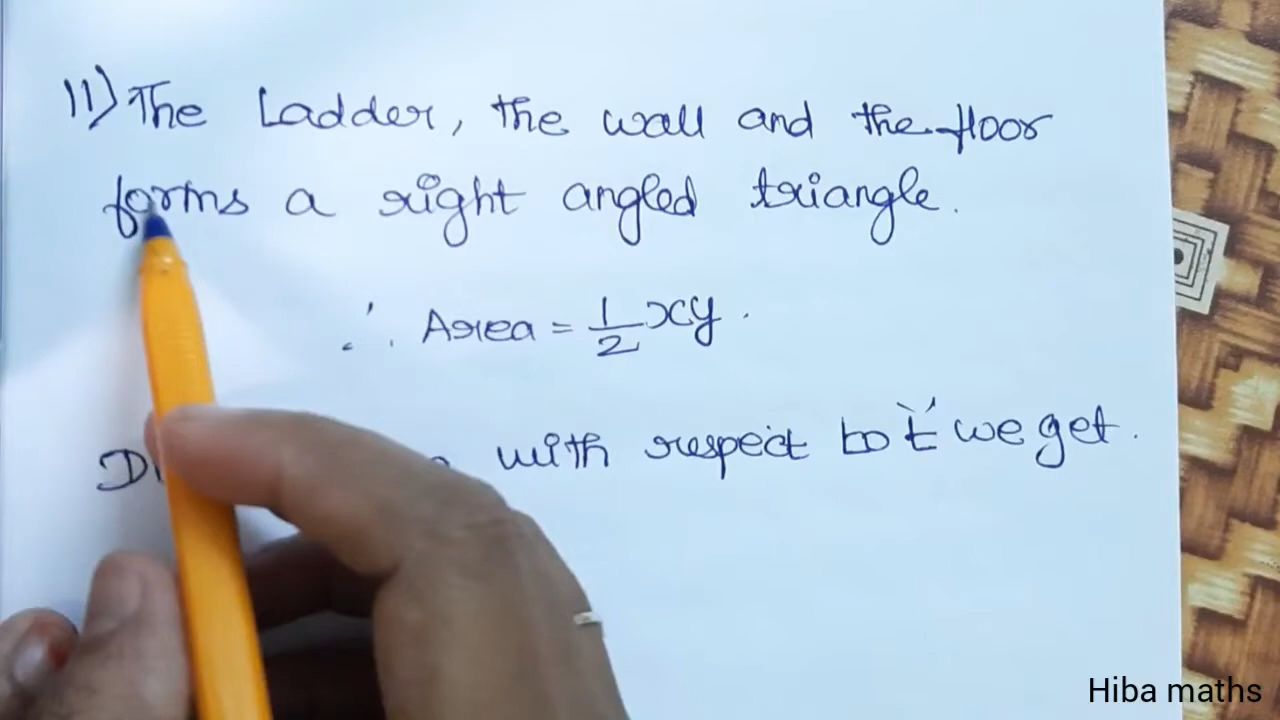 11) The Ladder, the wall and the floor
forms a right angled triangle.
∴ Area = 1/2 xy.
with respect to 't' we get.
Hiba maths